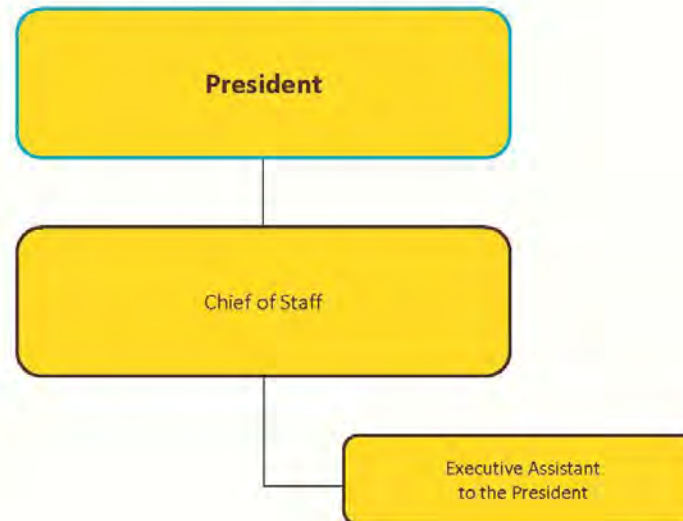 President
Chief of Staff
Executive Assistant
to the President